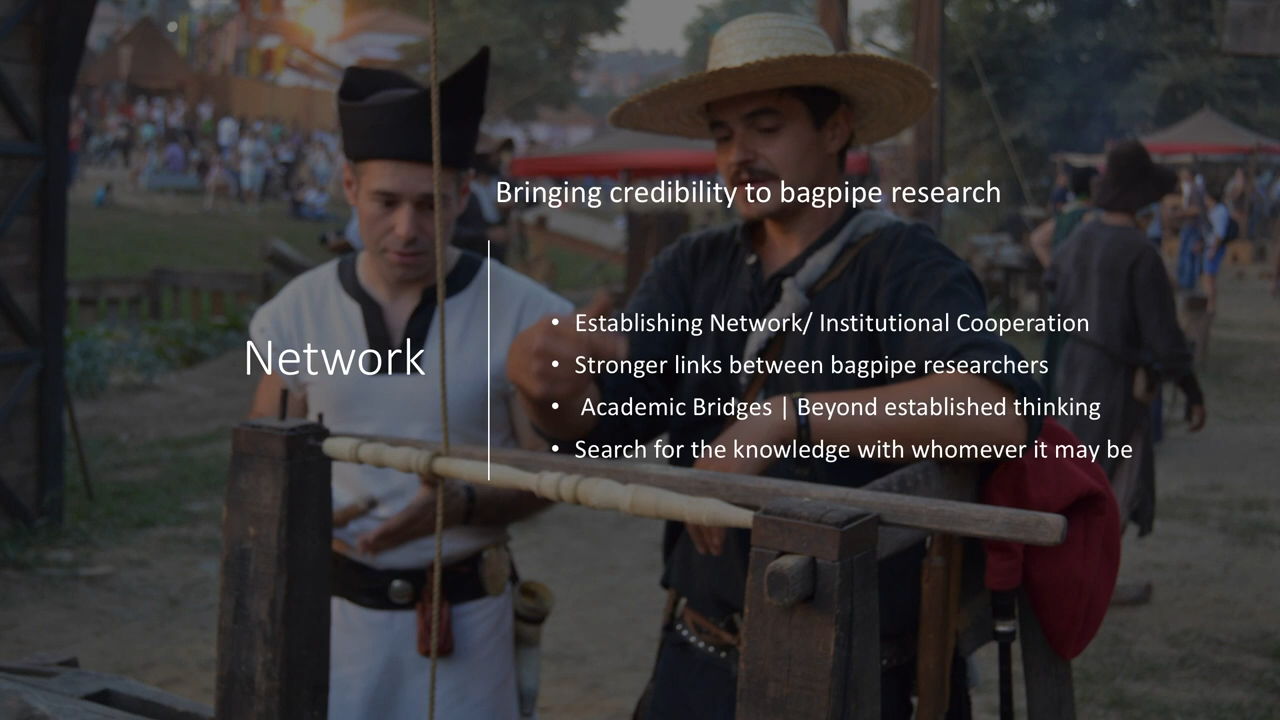 Bringing credibility to bagpipe research
Network
• Establishing Network/ Institutional Cooperation
• Stronger links between bagpipe researchers
• Academic Bridges | Beyond established thinking
• Search for the knowledge with whomever it may be